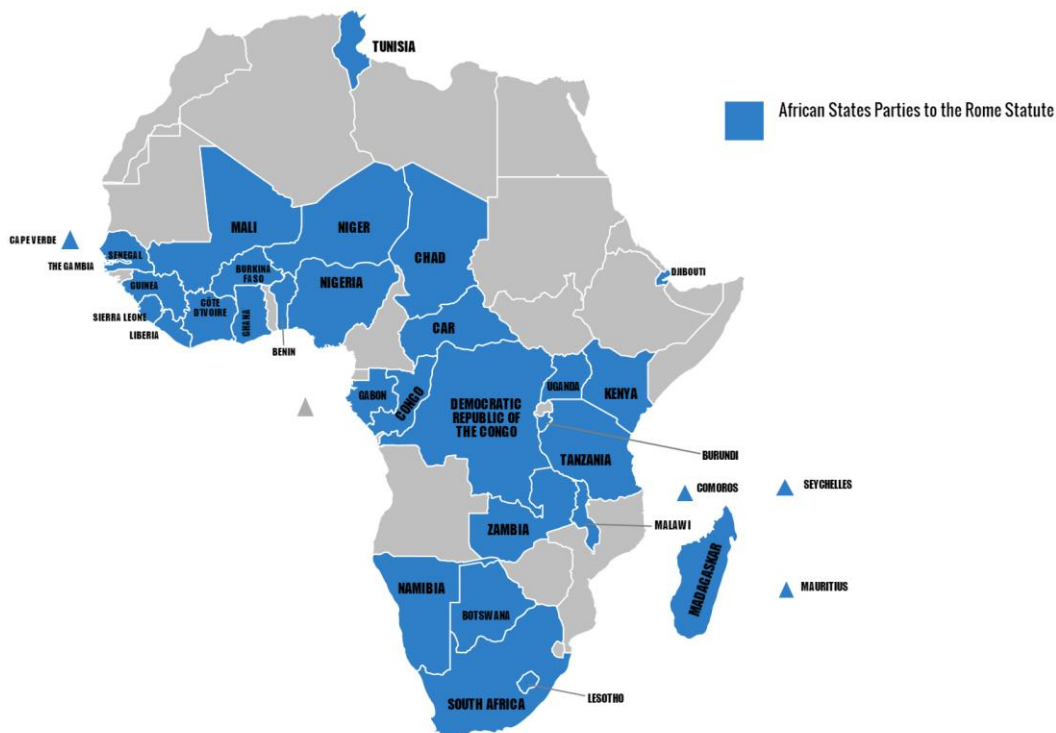 TUNISIA
African States Parties to the Rome Statute
MALI
NIGER
CHAD
CAPE VERDE
SENEGAL
THE GAMBIA
BURKINA
FASO
DJIBOUTI
GUINEA
NIGERIA
CÔTE
D'IVOIRE
SIERRA LEONE
GHANA
LIBERIA
CAR
BENIN
UGANDA
KENYA
GABON
CONGO
DEMOCRATIC
REPUBLIC OF
THE CONGO
BURUNDI
TANZANIA
COMOROS
SEYCHELLES
ZAMBIA
MALAWI
MADAGASKAR
NAMIBIA
MAURITIUS
BOTSWANA
SOUTH AFRICA
LESOTHO